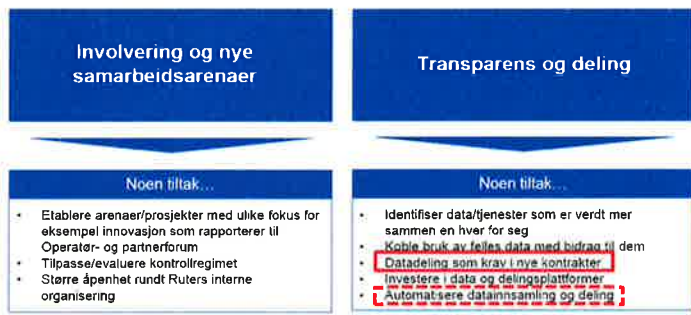 Involvering og nye
samarbeidsarenaer
Noen tiltak...
• Etablere arenaer/prosjekter med ulike fokus for
eksempel innovasjon som rapporterer til
Operatør- og partnerforum
• Tilpasse/evaluere kontrollregimet
• Større åpenhet rundt Ruters interne
organisering
Transparens og deling
Noen tiltak...
• Identifiser data/tjenester som er verdt mer
sammen en hver for seg
• Koble bruk av felles data med bidrag til dem
• Datadeling som krav i nye kontrakter
• Investere i data og delingsplattformer
• Automatisere datainnsamling og deling